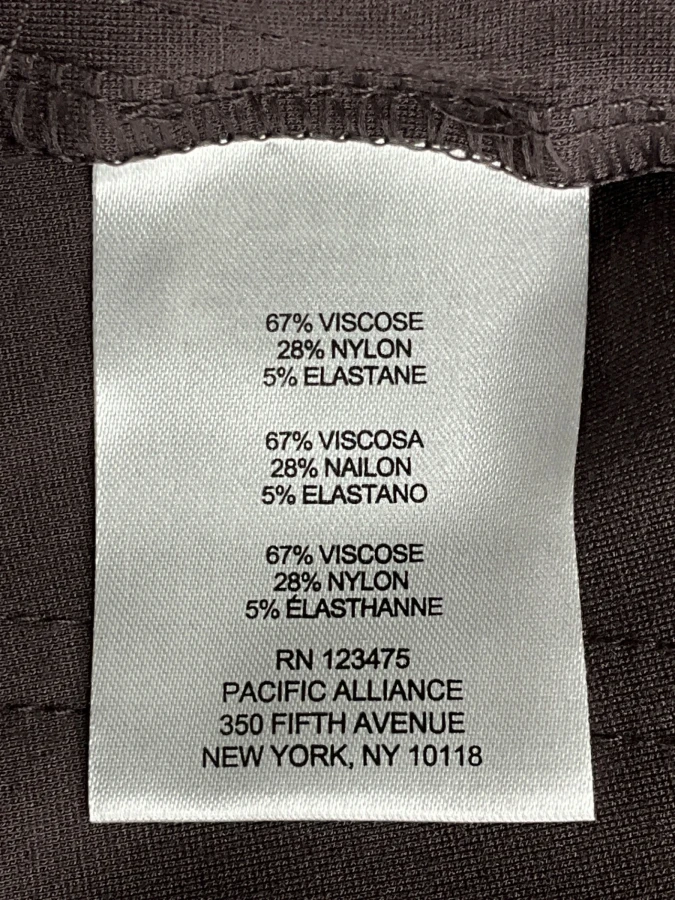 67% VISCOSE
28% NYLON
5% ELASTANE
67% VISCOSA
28% NAILON
5% ELASTANO
67% VISCOSE
28% NYLON
5% ÉLASTHANNE
RN 123475
PACIFIC ALLIANCE
350 FIFTH AVENUE
NEW YORK, NY 10118